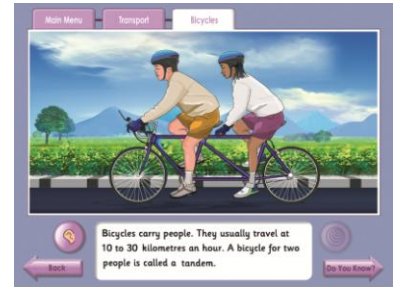 Main Menu
Transport
Bicycles
Bicycles carry people. They usually travel at
10 to 30 kilometres an hour. A bicycle for two
people is called a tandem.
Back
Do You Know?